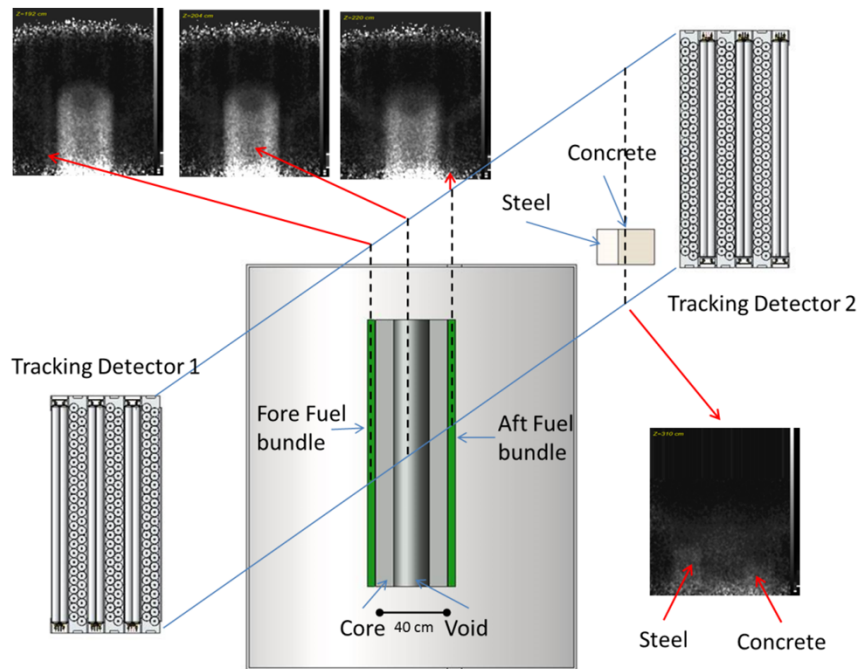 Z=192 cm
Z=204 cm
Z=220 cm
Concrete
Steel
Tracking Detector 2
Tracking Detector 1
Fore Fuel
bundle
Aft Fuel
bundle
Z=310 cm
Core
40 cm
Void
Steel
Concrete